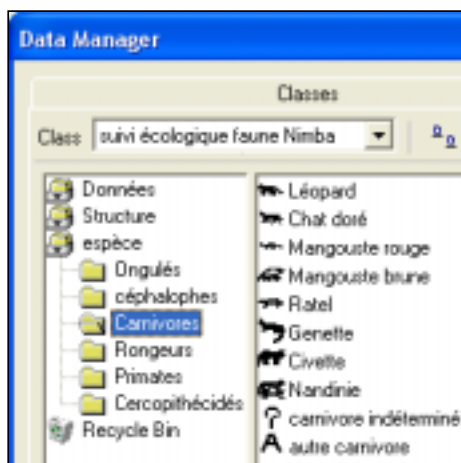 Data Manager
Classes
Class suivi écologique faune Nimba
Données
Structure
espèce
Ongulés
céphalophes
Carnivores
Rongeurs
Primates
Cercopithécidés
Recycle Bin
Léopard
Chat doré
Mangouste rouge
Mangouste brune
Ratel
Genette
Civette
Nandinie
? carnivore indéterminé
A autre carnivore